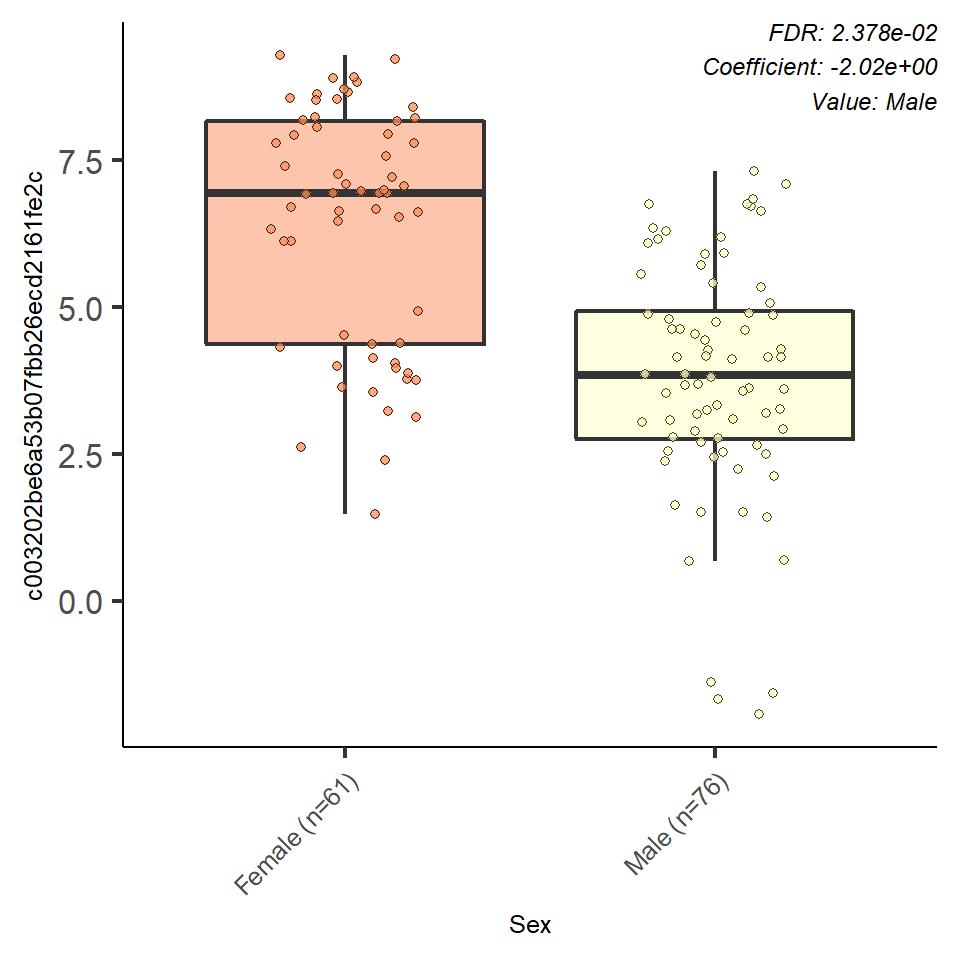 FDR: 2.378e-02
Coefficient: -2.02e+00
Value: Male
c003202be6a53b07fbb26ecd2161fe2c
7.5
5.0
2.5
0.0
Female (n=61)
Male (n=76)
Sex